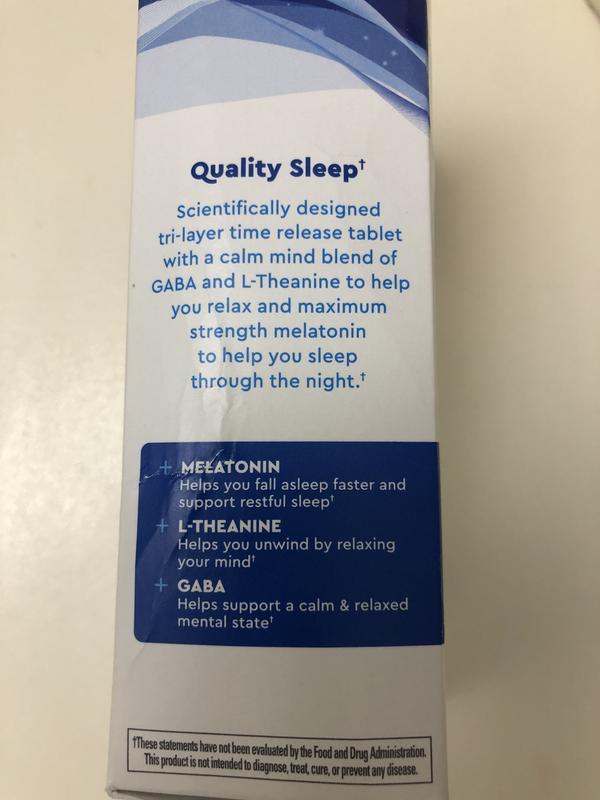 Quality Sleep†
Scientifically designed
tri-layer time release tablet
with a calm mind blend of
GABA and L-Theanine to help
you relax and maximum
strength melatonin
to help you sleep
through the night.†
+ MELATONIN
Helps you fall asleep faster and
support restful sleep†
+ L-THEANINE
Helps you unwind by relaxing
your mind†
+ GABA
Helps support a calm & relaxed
mental state†
†These statements have not been evaluated by the Food and Drug Administration.
This product is not intended to diagnose, treat, cure, or prevent any disease.